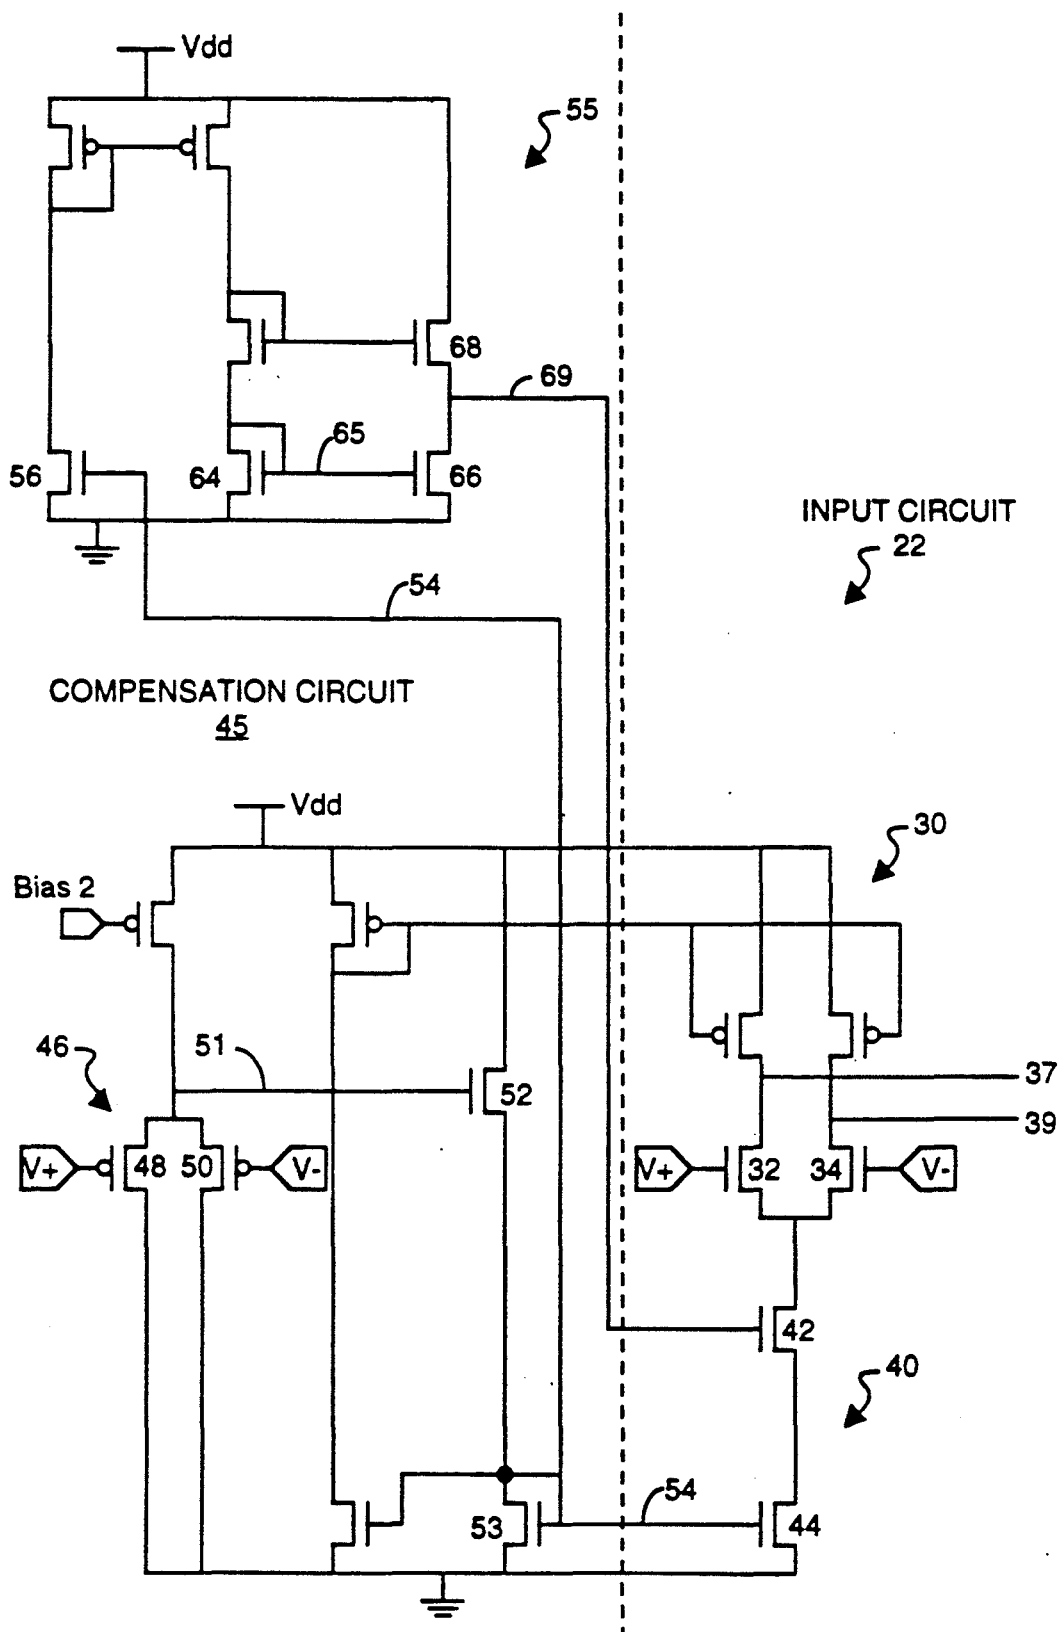 Vdd
55
68
69
65
56
64
66
INPUT CIRCUIT
22
54
COMPENSATION CIRCUIT
45
Vdd
30
Bias 2
46
51
52
37
39
V+
48
50
V-
V+
32
34
V-
42
40
54
53
44